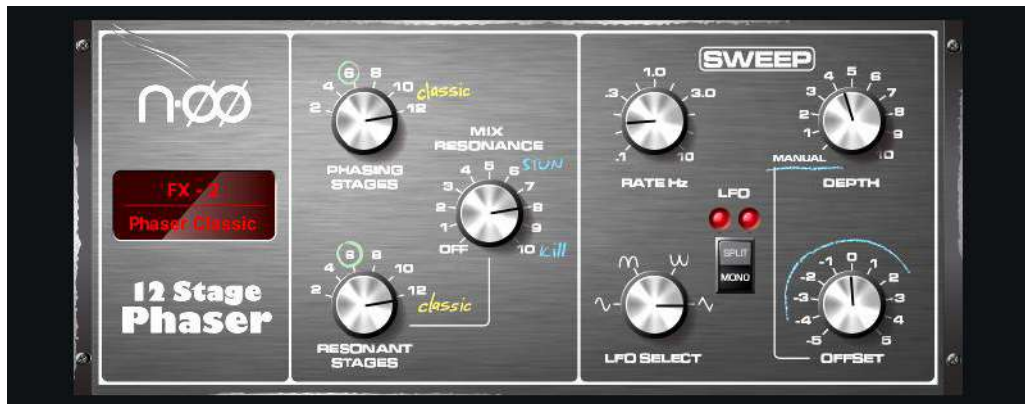 n·ØØ
FX - 2
Phaser Classic
12 Stage
Phaser
2 4 6 8 10 12
classic
PHASING
STAGES
MIX
RESONANCE
OFF 1 2 3 4 5 6 7 8 9 10
STUN
Kill
2 4 6 8 10 12
classic
RESONANT
STAGES
SWEEP
.1 .3 1.0 3.0 10
RATE Hz
1 2 3 4 5 6 7 8 9 10
MANUAL
DEPTH
LFO
SPLIT
MONO
LFO SELECT
-5 -4 -3 -2 -1 0 1 2 3 4 5
OFFSET